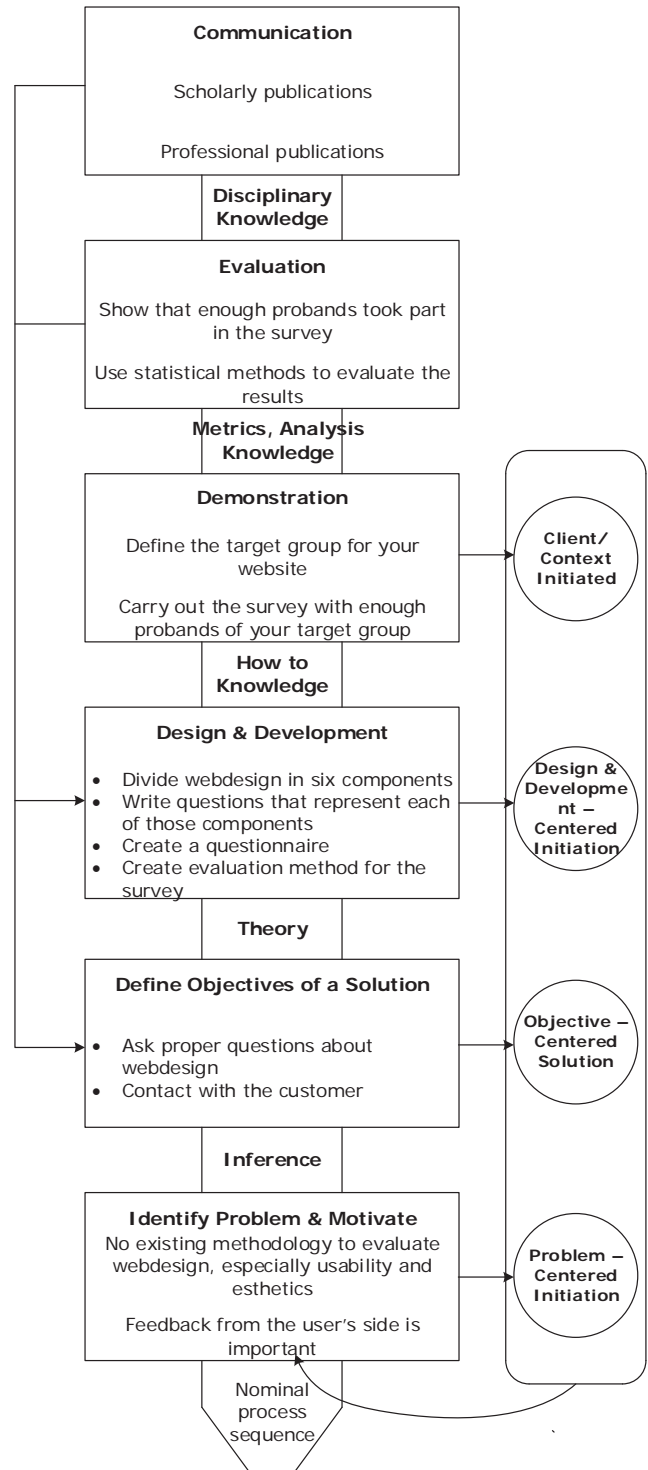 Communication
Scholarly publications
Professional publications
Disciplinary
Knowledge
Evaluation
Show that enough probands took part
in the survey
Use statistical methods to evaluate the
results
Metrics, Analysis
Knowledge
Demonstration
Define the target group for your
website
Carry out the survey with enough
probands of your target group
How to
Knowledge
Design & Development
• Divide webdesign in six components
• Write questions that represent each
of those components
• Create a questionnaire
• Create evaluation method for the
survey
Theory
Define Objectives of a Solution
• Ask proper questions about
webdesign
• Contact with the customer
Inference
Identify Problem & Motivate
No existing methodology to evaluate
webdesign, especially usability and
esthetics
Feedback from the user's side is
important
Nominal
process
sequence
Client/
Context
Initiated
Design &
Developme
nt –
Centered
Initiation
Objective –
Centered
Solution
Problem –
Centered
Initiation